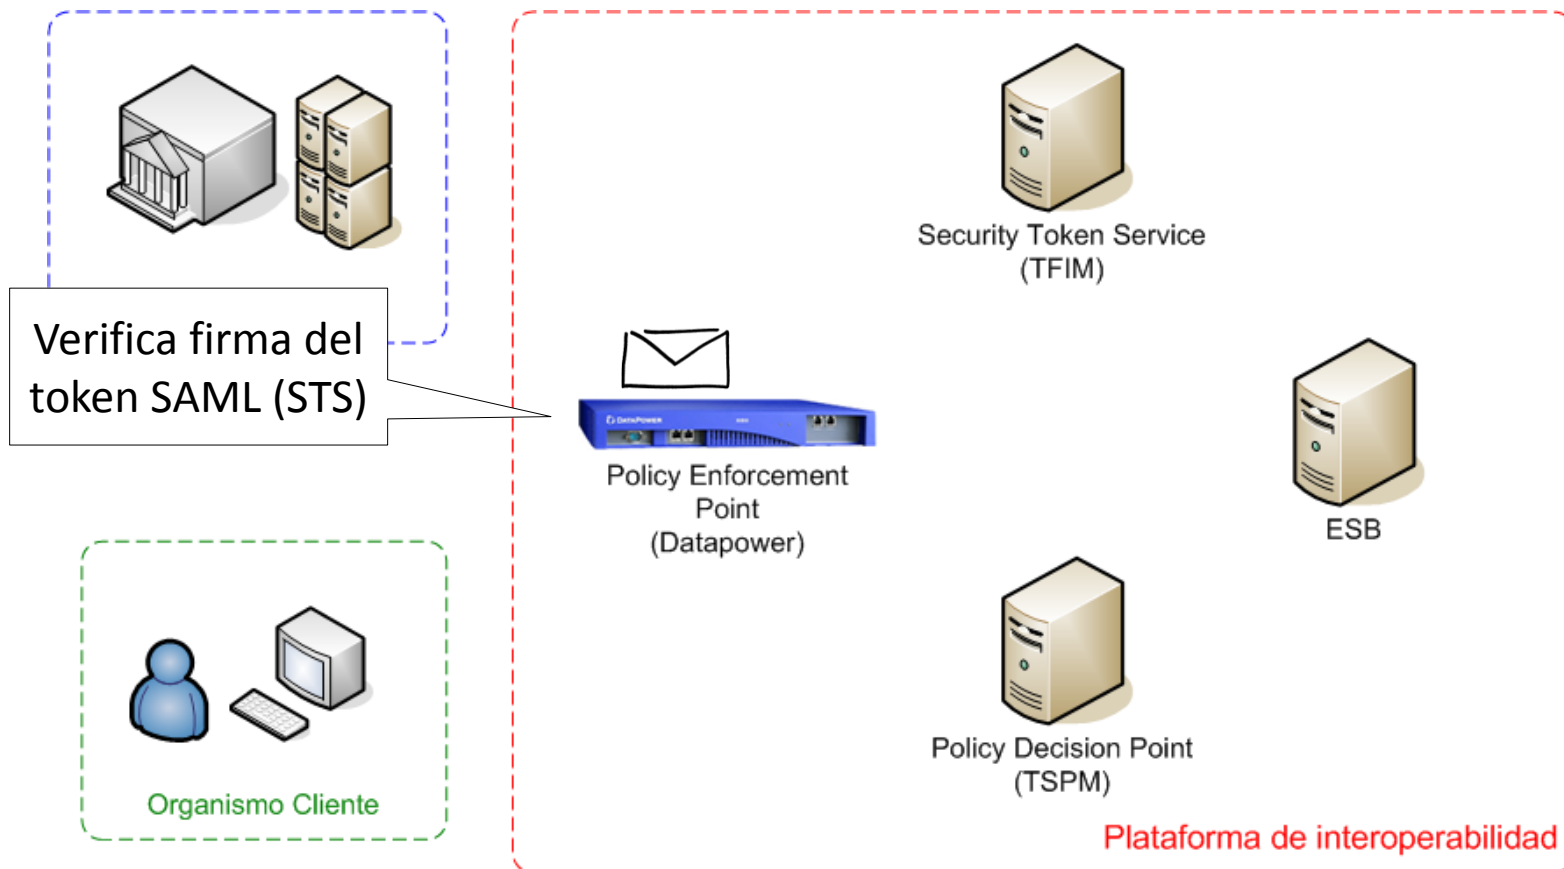 Security Token Service
(TFIM)
Verifica firma del
token SAML (STS)
DATAPOWER
Policy Enforcement
Point
(Datapower)
ESB
Policy Decision Point
(TSPM)
Organismo Cliente
Plataforma de interoperabilidad